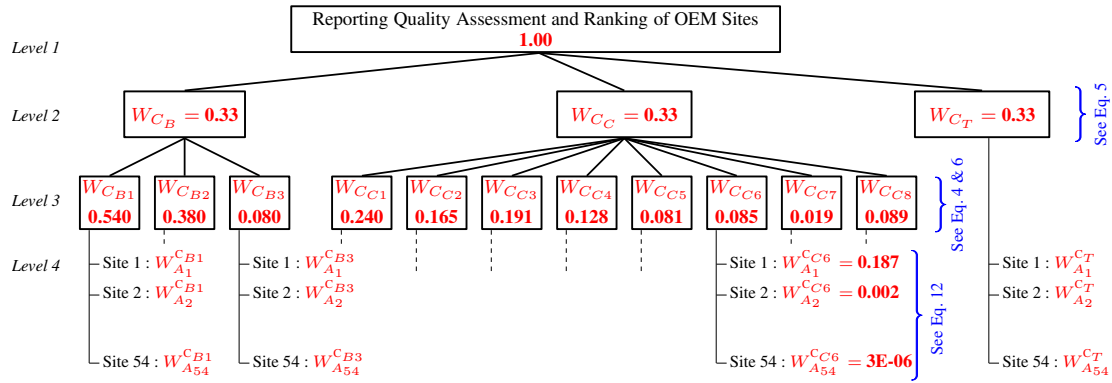 Reporting Quality Assessment and Ranking of OEM Sites
1.00
Level 1
Level 2
W_{C_B} = 0.33
W_{C_C} = 0.33
W_{C_T} = 0.33
See Eq. 5
Level 3
W_{C_{B1}} W_{C_{B2}} W_{C_{B3}} W_{C_{C1}} W_{C_{C2}} W_{C_{C3}} W_{C_{C4}} W_{C_{C5}} W_{C_{C6}} W_{C_{C7}} W_{C_{C8}}
0.540 0.380 0.080 0.240 0.165 0.191 0.128 0.081 0.085 0.019 0.089
See Eq. 4 & 6
Level 4
Site 1 : W_{A_1}^{C_{B1}} Site 1 : W_{A_1}^{C_{B3}} Site 1 : W_{A_1}^{C_{C6}} = 0.187 Site 1 : W_{A_1}^{C_T}
Site 2 : W_{A_2}^{C_{B1}} Site 2 : W_{A_2}^{C_{B3}} Site 2 : W_{A_2}^{C_{C6}} = 0.002 Site 2 : W_{A_2}^{C_T}
See Eq. 12
Site 54 : W_{A_{54}}^{C_{B1}} Site 54 : W_{A_{54}}^{C_{B3}} Site 54 : W_{A_{54}}^{C_{C6}} = 3E-06 Site 54 : W_{A_{54}}^{C_T}